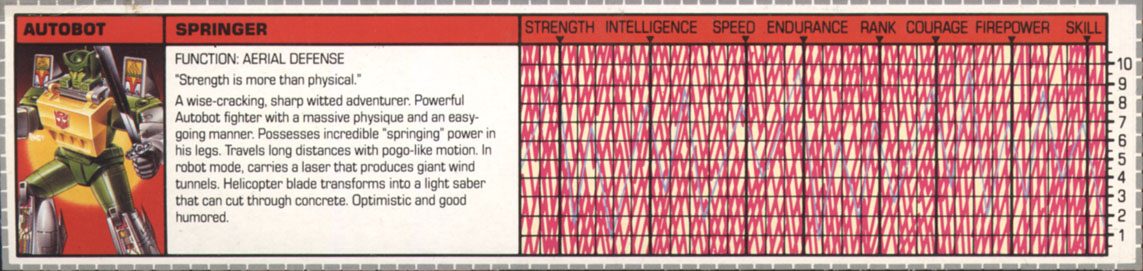 AUTOBOT
SPRINGER
STRENGTH INTELLIGENCE SPEED ENDURANCE RANK COURAGE FIREPOWER SKILL
FUNCTION: AERIAL DEFENSE
"Strength is more than physical."
A wise-cracking, sharp witted adventurer. Powerful
Autobot fighter with a massive physique and an easy-
going manner. Possesses incredible "springing" power in
his legs. Travels long distances with pogo-like motion. In
robot mode, carries a laser that produces giant wind
tunnels. Helicopter blade transforms into a light saber
that can cut through concrete. Optimistic and good
humored.
10
9
8
7
6
5
4
3
2
1